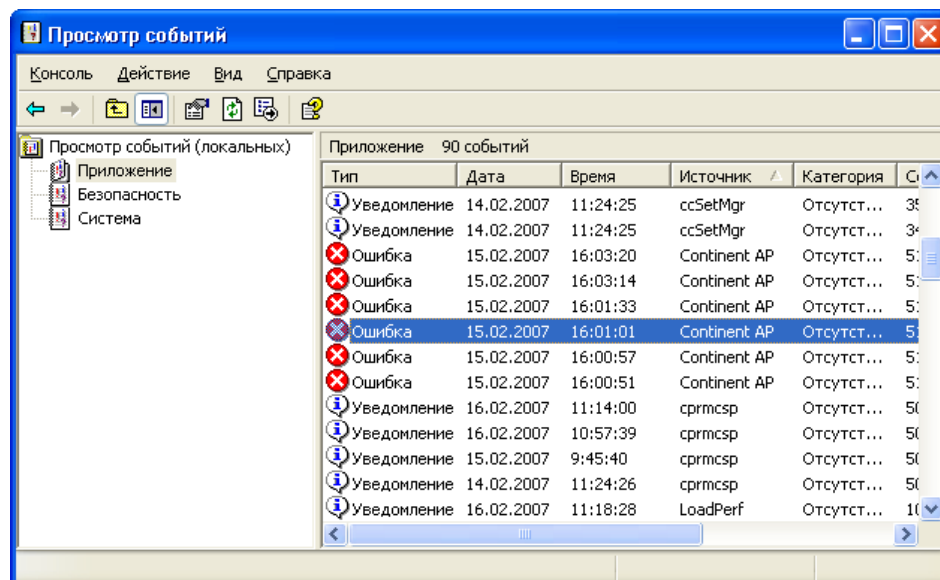 Просмотр событий
Консоль Действие Вид Справка
Просмотр событий (локальных)
Приложение
Безопасность
Система
Приложение 90 событий
Тип Дата Время Источник Категория
Уведомление 14.02.2007 11:24:25 ccSetMgr Отсутст...
Уведомление 14.02.2007 11:24:25 ccSetMgr Отсутст...
Ошибка 15.02.2007 16:03:20 Continent AP Отсутст...
Ошибка 15.02.2007 16:03:14 Continent AP Отсутст...
Ошибка 15.02.2007 16:01:33 Continent AP Отсутст...
Ошибка 15.02.2007 16:01:01 Continent AP Отсутст...
Ошибка 15.02.2007 16:00:57 Continent AP Отсутст...
Ошибка 15.02.2007 16:00:51 Continent AP Отсутст...
Уведомление 16.02.2007 11:14:00 cprmcsp Отсутст...
Уведомление 16.02.2007 10:57:39 cprmcsp Отсутст...
Уведомление 15.02.2007 9:45:40 cprmcsp Отсутст...
Уведомление 14.02.2007 11:24:26 cprmcsp Отсутст...
Уведомление 16.02.2007 11:18:28 LoadPerf Отсутст...